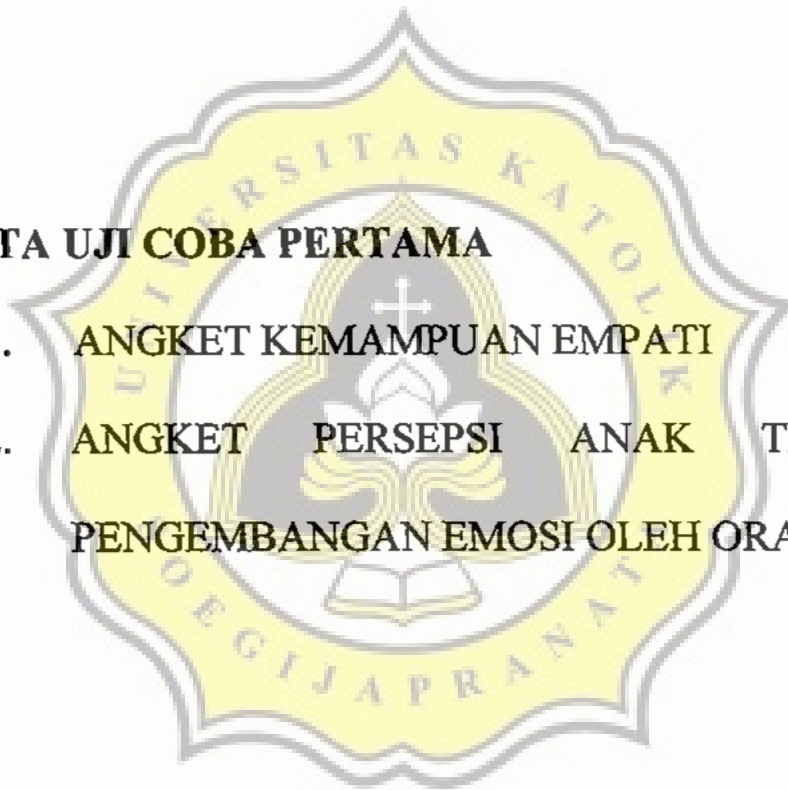 UNIVERSITAS KATOLIK
TA UJI COBA PERTAMA
. ANGKET KEMAMPUAN EMPATI
. ANGKET PERSEPSI ANAK T
PENGEMBANGAN EMOSI OLEH ORA
SOEGIJAPRANATA